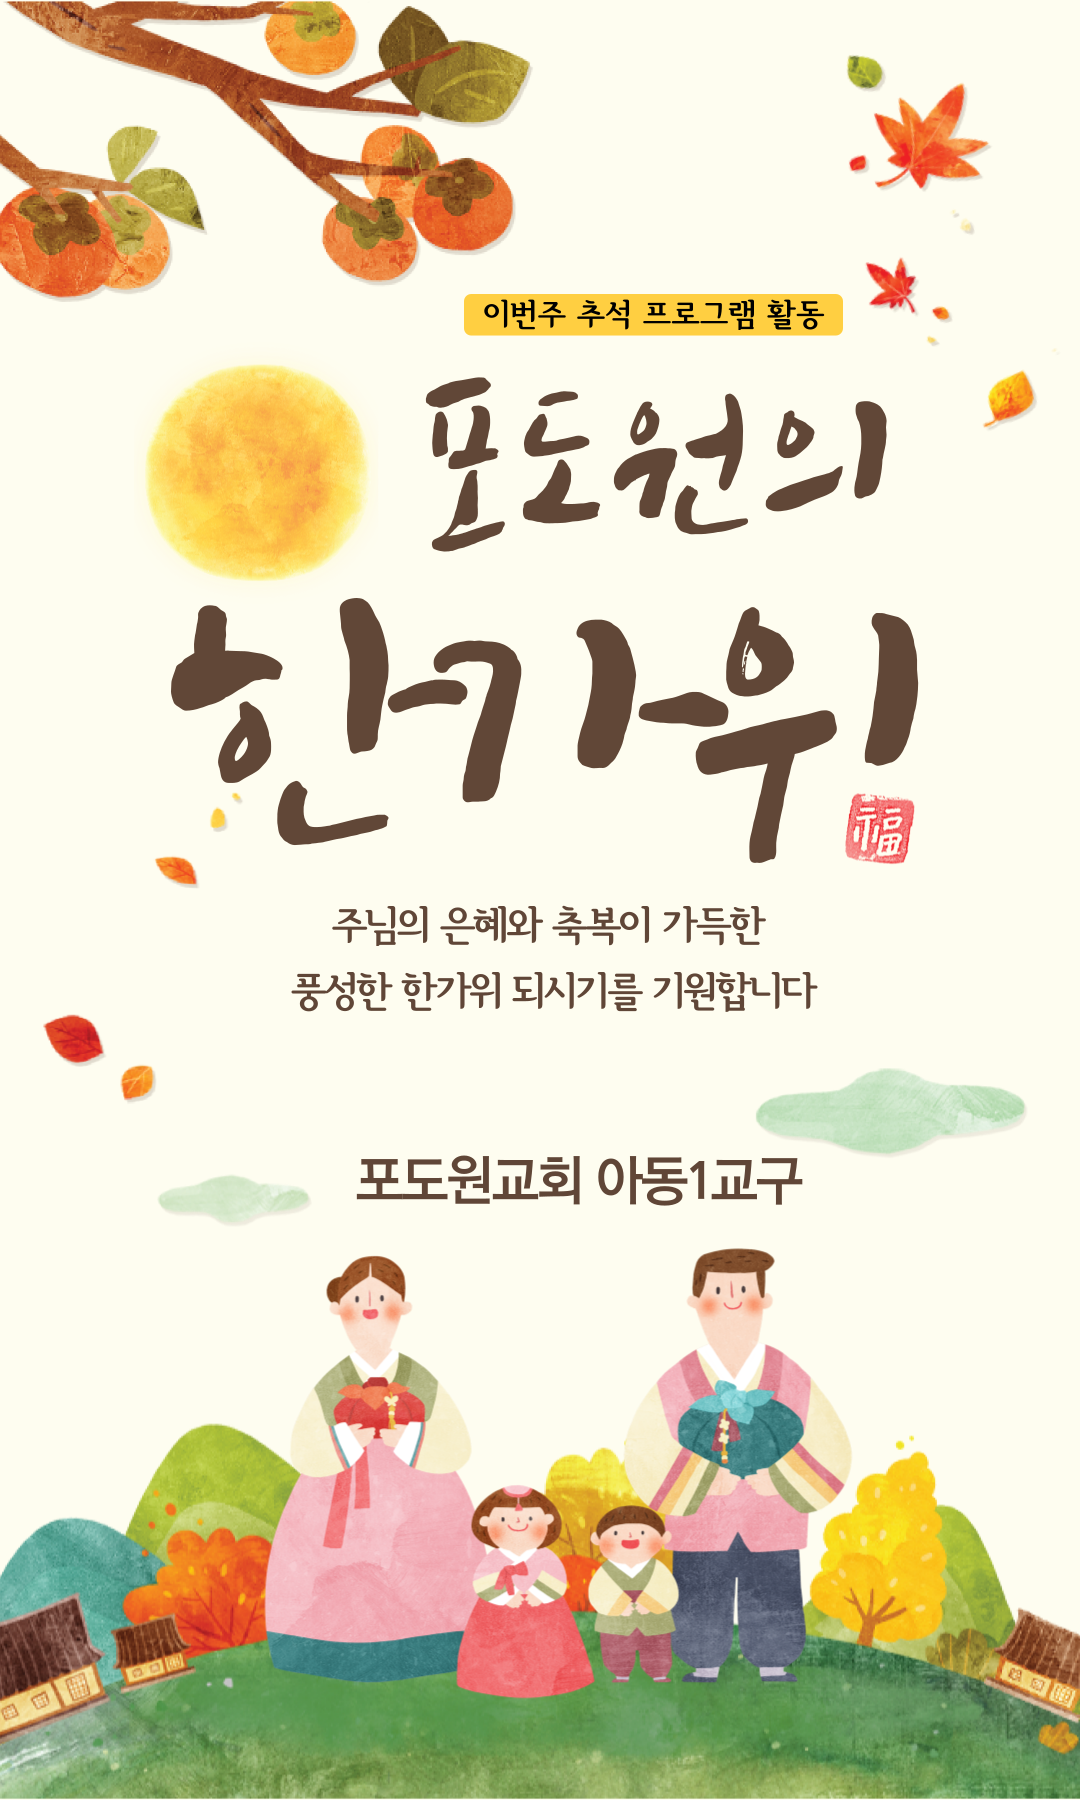 이번주 추석 프로그램 활동
포도원의
한가위
福
주님의 은혜와 축복이 가득한
풍성한 한가위 되시기를 기원합니다
포도원교회 아동1교구